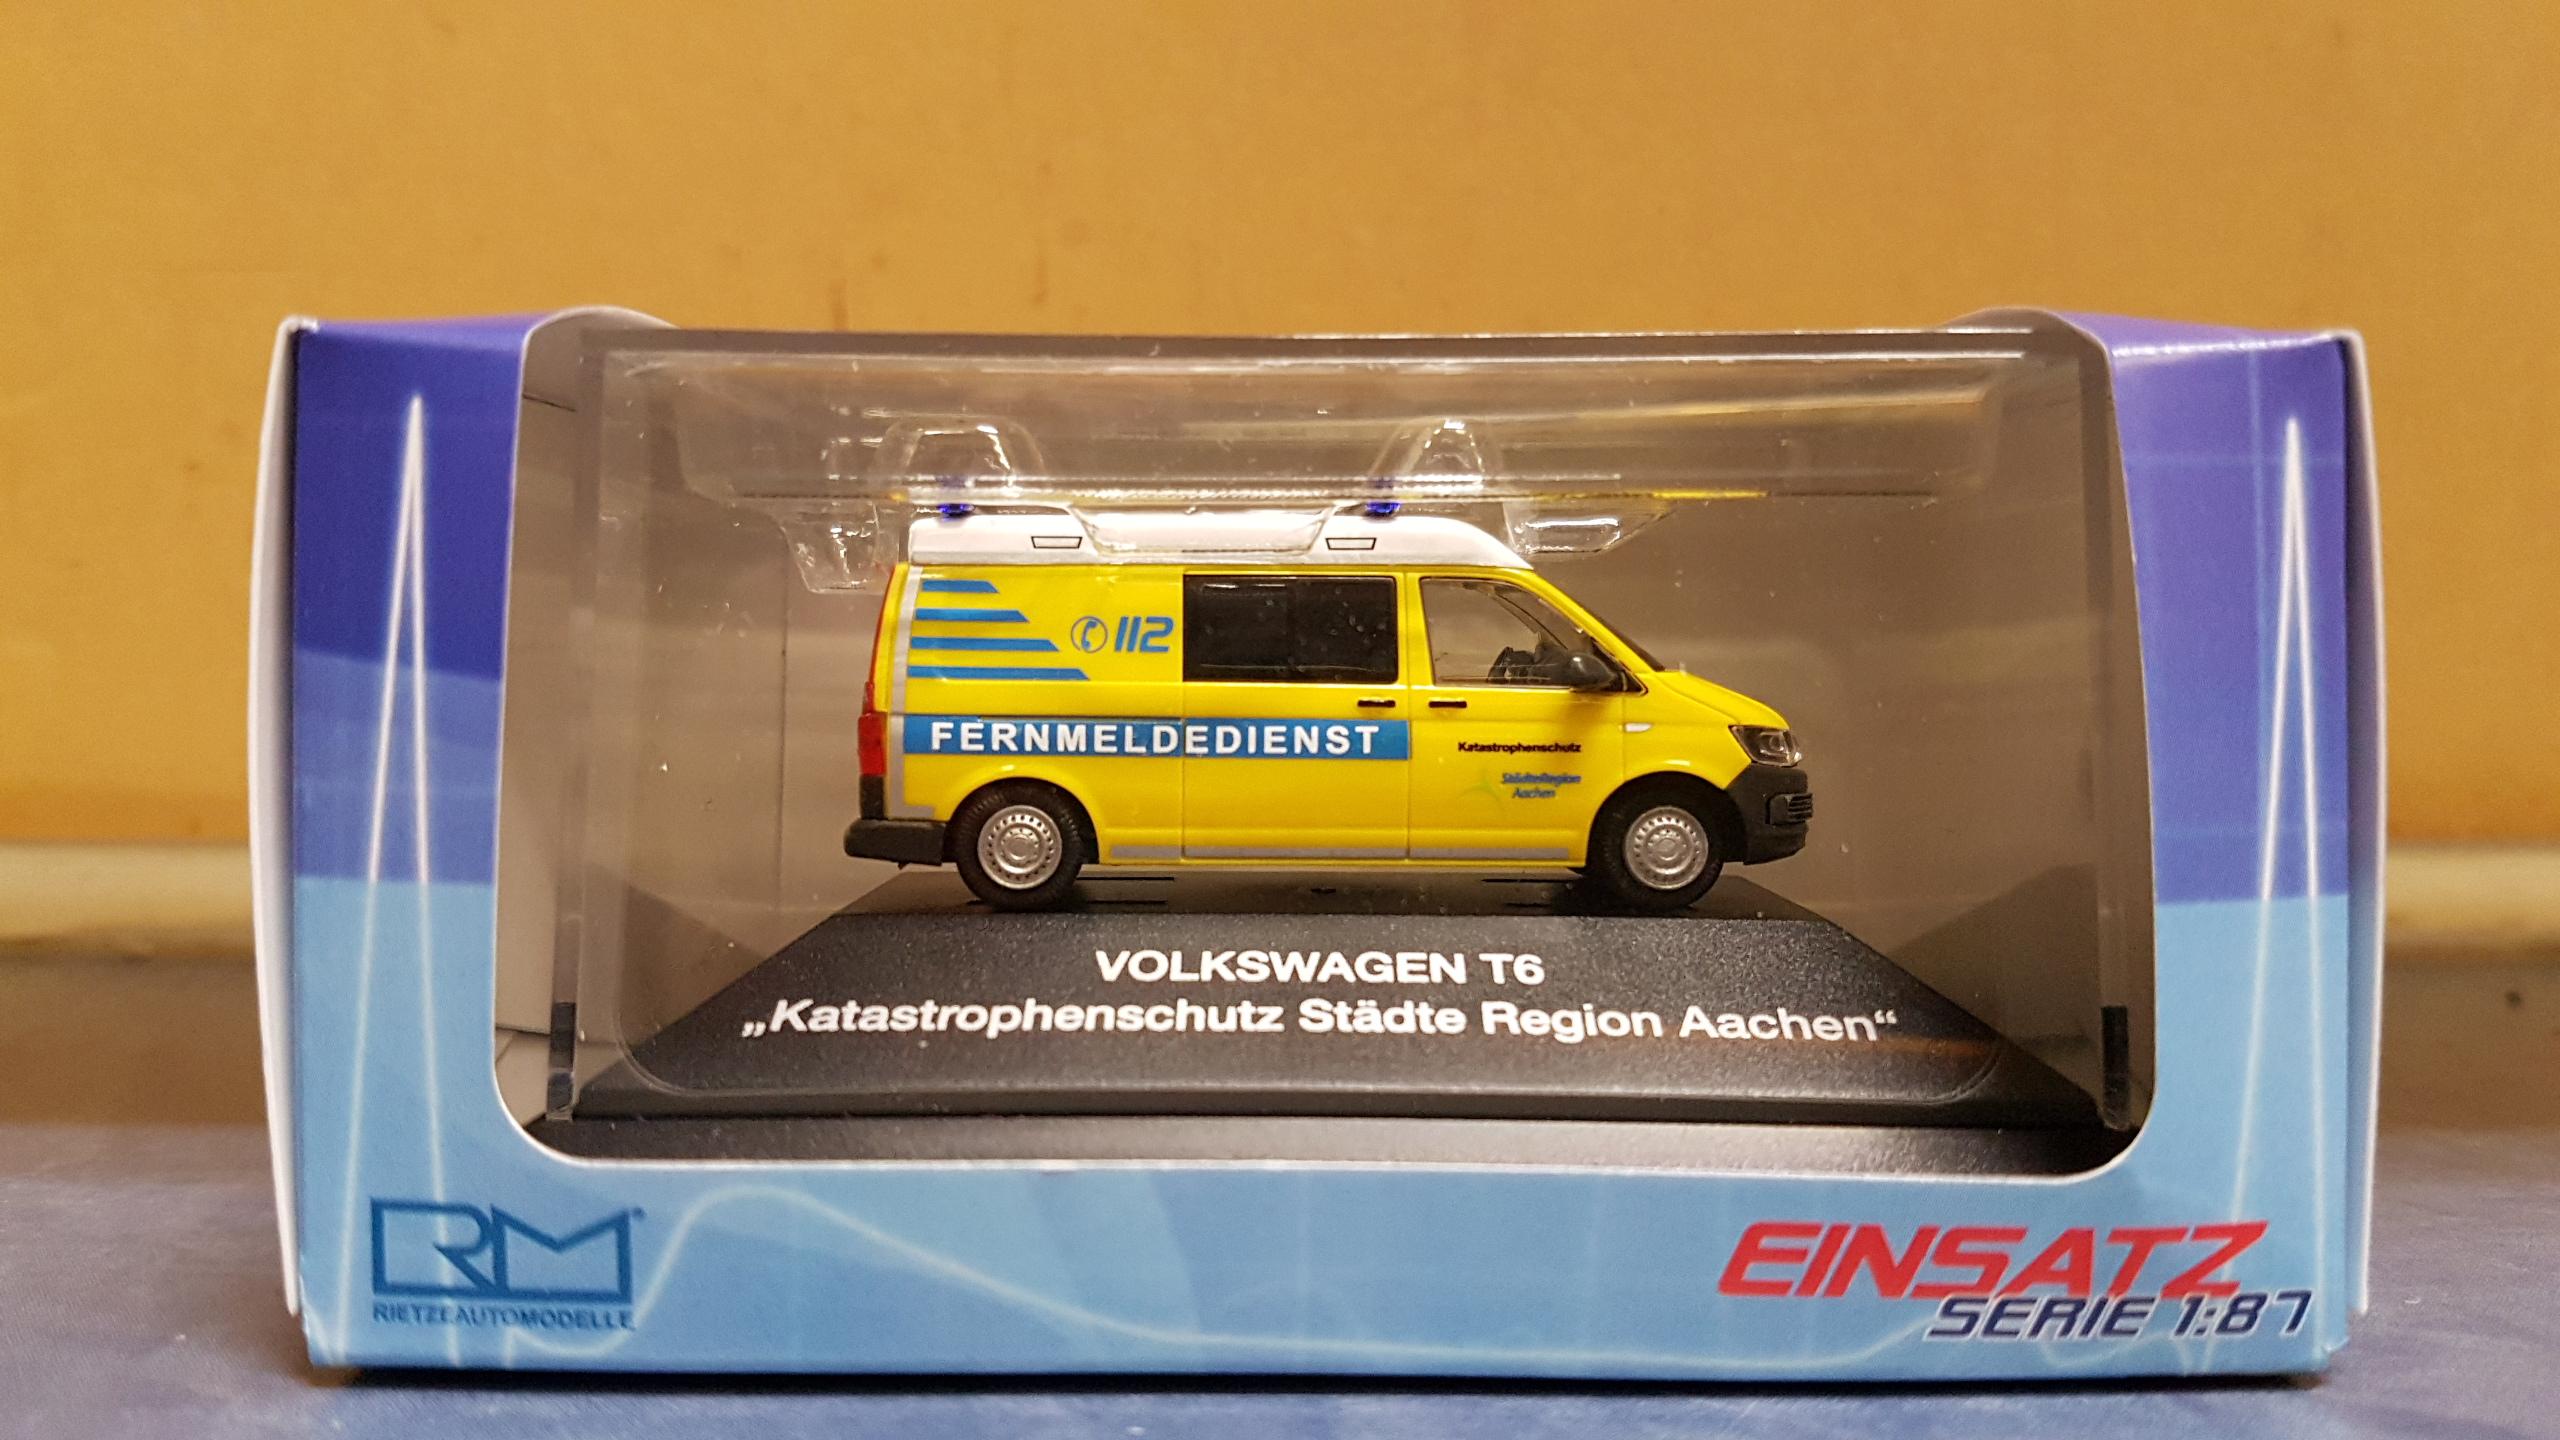 112
FERNMELDEDIENST
Katastrophenschutz
StädteRegion
Aachen
VOLKSWAGEN T6
„Katastrophenschutz Städte Region Aachen“
RM®
RIETZE AUTOMODELLE
EINSATZ
SERIE 1:87